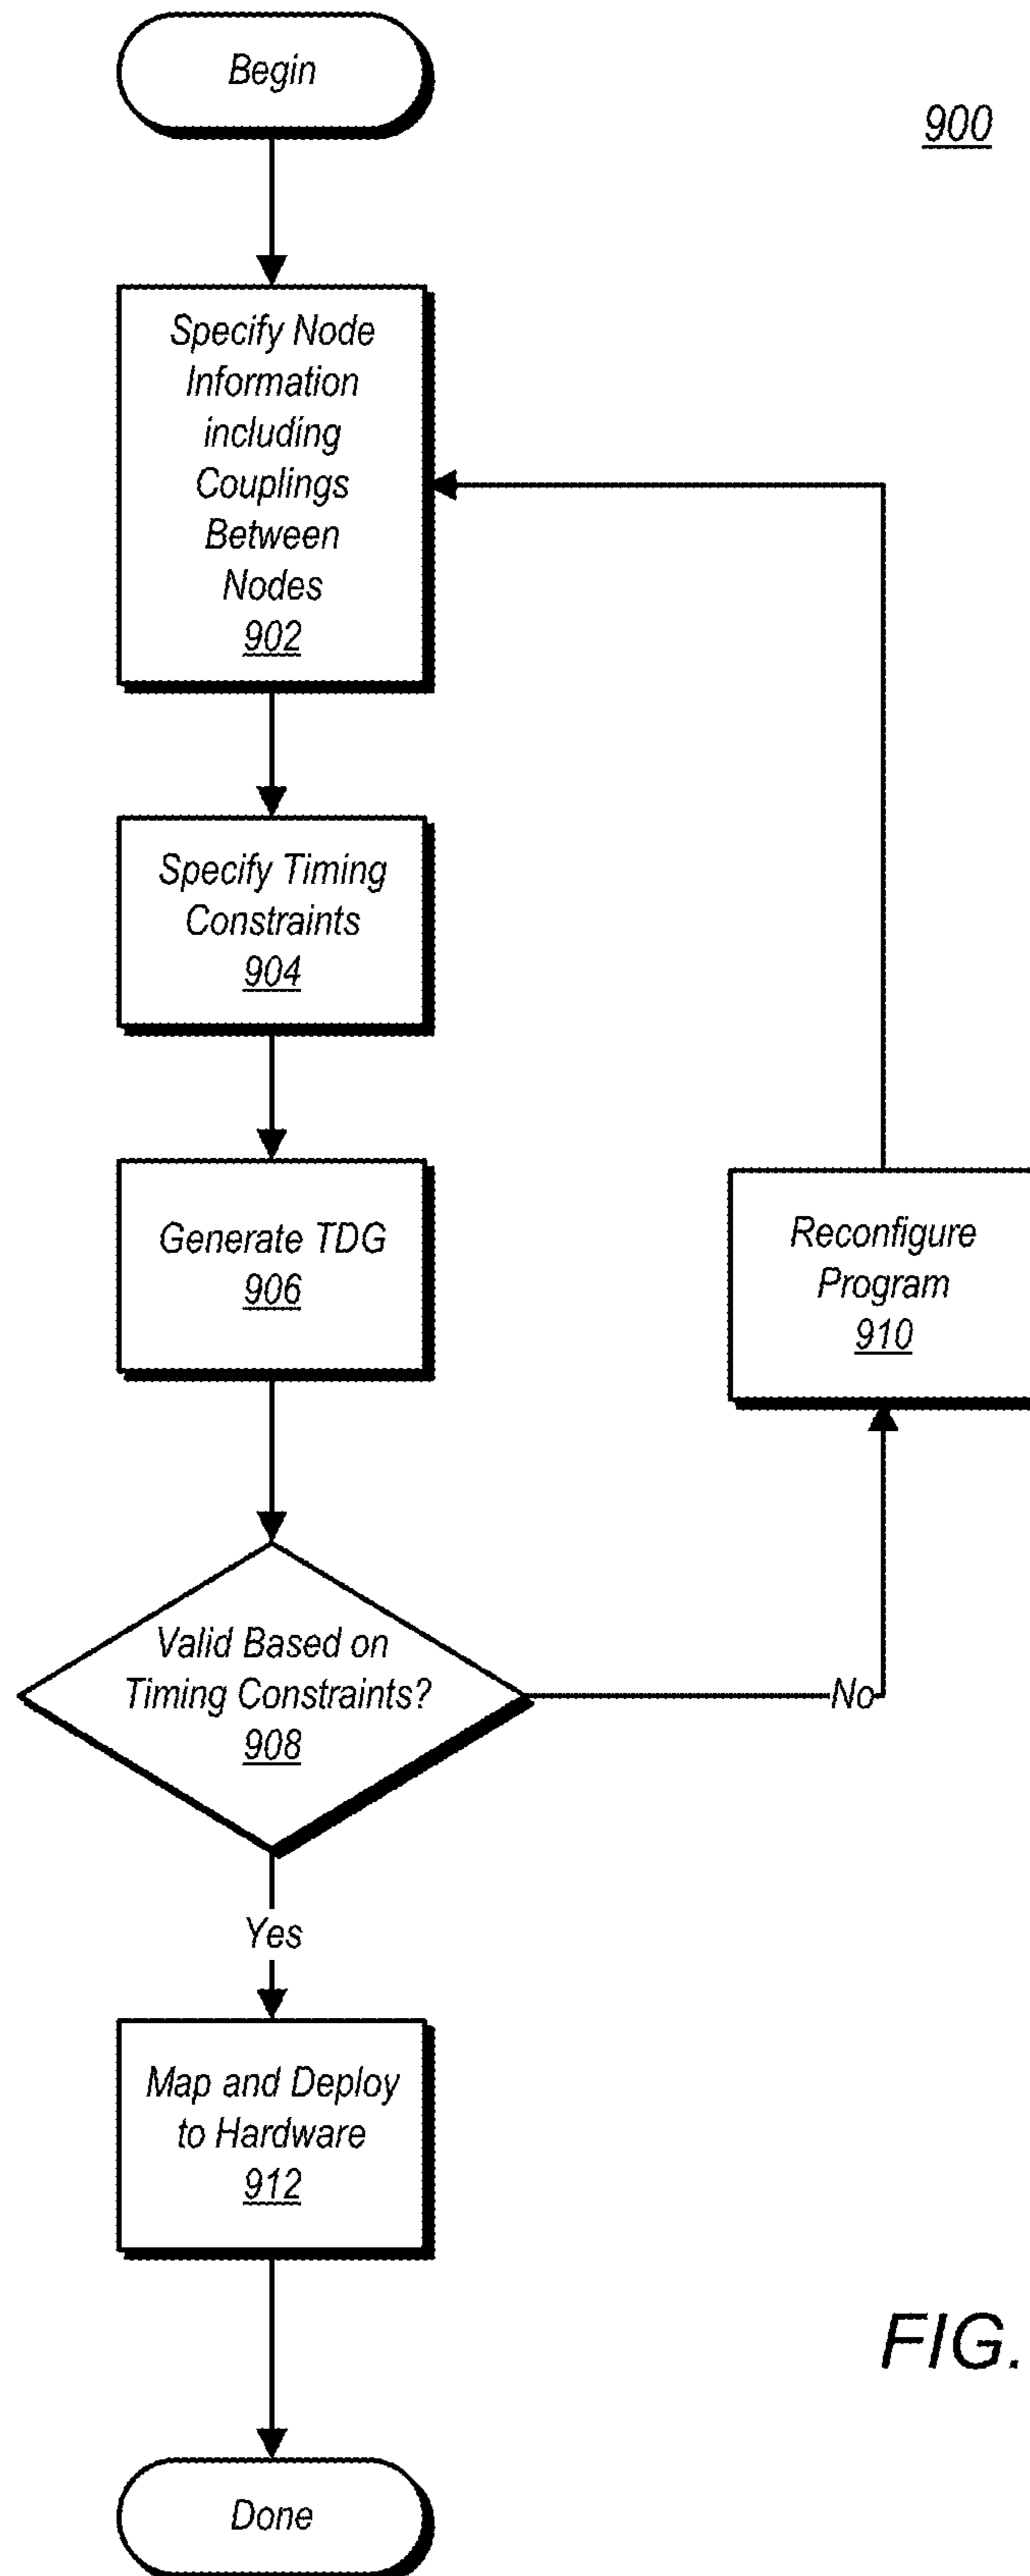 Begin
900
Specify Node
Information
including
Couplings
Between
Nodes
902
Specify Timing
Constraints
904
Generate TDG
906
Reconfigure
Program
910
Valid Based on
Timing Constraints?
908
No
Yes
Map and Deploy
to Hardware
912
FIG.
Done